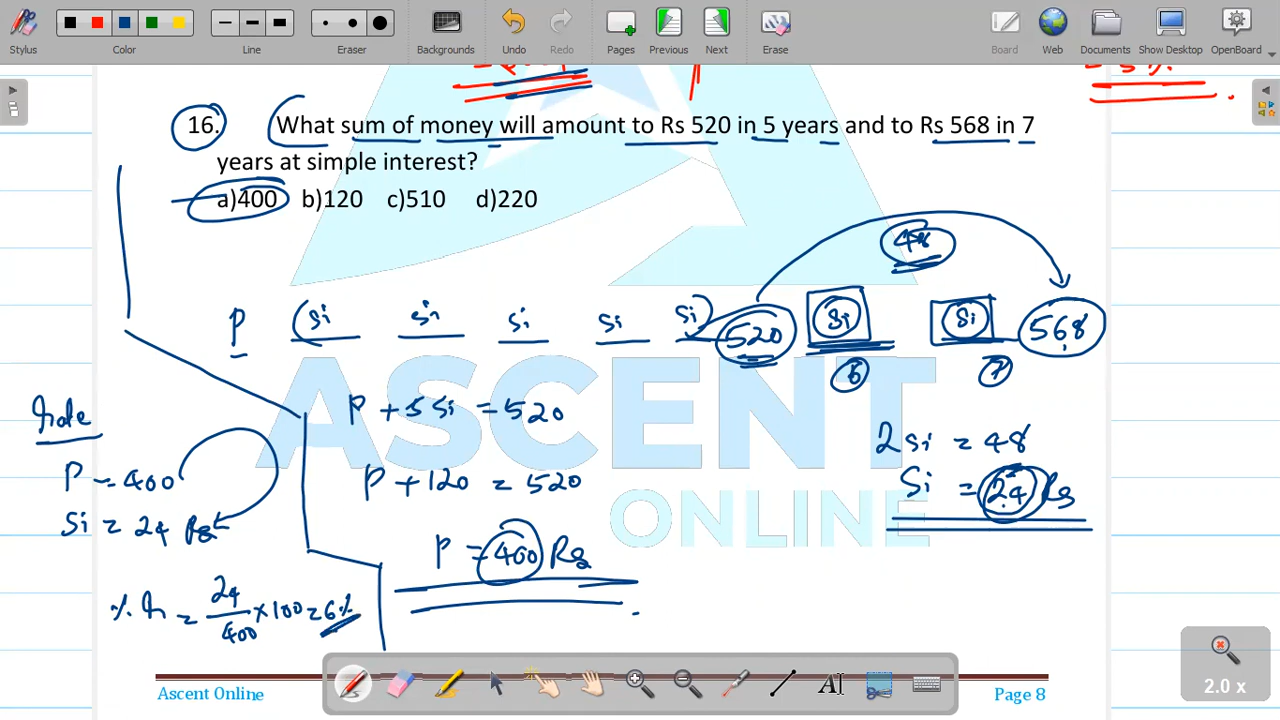 Stylus Color Line Eraser Backgrounds Undo Redo Pages Previous Next Erase Board Web Documents Show Desktop OpenBoard
16. What sum of money will amount to Rs 520 in 5 years and to Rs 568 in 7
years at simple interest?
a)400 b)120 c)510 d)220
48
P Si Si Si Si Si 520 Si Si 568
6 7
ASCENT
ONLINE
Note
P = 400
Si = 24 Rs
% r = 24/400 × 100 = 6%
P + 5 Si = 520
P + 120 = 520
P = 400 Rs
2 Si = 48
Si = 24 Rs
Ascent Online Page 8
2.0 x